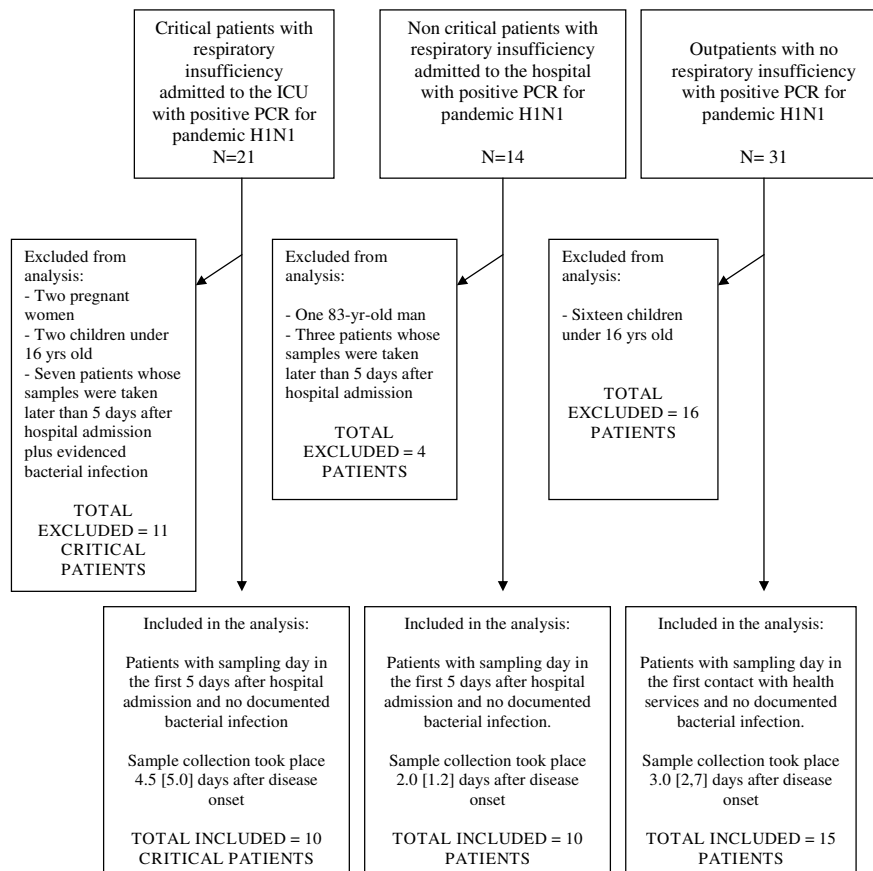 Critical patients with
respiratory
insufficiency
admitted to the ICU
with positive PCR for
pandemic H1N1
N=21
Non critical patients with
respiratory insufficiency
admitted to the hospital
with positive PCR for
pandemic H1N1
N=14
Outpatients with no
respiratory insufficiency
with positive PCR for
pandemic H1N1
N= 31
Excluded from
analysis:
- Two pregnant
women
- Two children under
16 yrs old
- Seven patients whose
samples were taken
later than 5 days after
hospital admission
plus evidenced
bacterial infection
TOTAL
EXCLUDED = 11
CRITICAL
PATIENTS
Excluded from
analysis:
- One 83-yr-old man
- Three patients whose
samples were taken
later than 5 days after
hospital admission
TOTAL
EXCLUDED = 4
PATIENTS
Excluded from
analysis:
- Sixteen children
under 16 yrs old
TOTAL
EXCLUDED = 16
PATIENTS
Included in the analysis:
Patients with sampling day in
the first 5 days after hospital
admission and no documented
bacterial infection
Sample collection took place
4.5 [5.0] days after disease
onset
TOTAL INCLUDED = 10
CRITICAL PATIENTS
Included in the analysis:
Patients with sampling day in
the first 5 days after hospital
admission and no documented
bacterial infection.
Sample collection took place
2.0 [1.2] days after disease
onset
TOTAL INCLUDED = 10
PATIENTS
Included in the analysis:
Patients with sampling day in
the first contact with health
services and no documented
bacterial infection.
Sample collection took place
3.0 [2,7] days after disease
onset
TOTAL INCLUDED = 15
PATIENTS